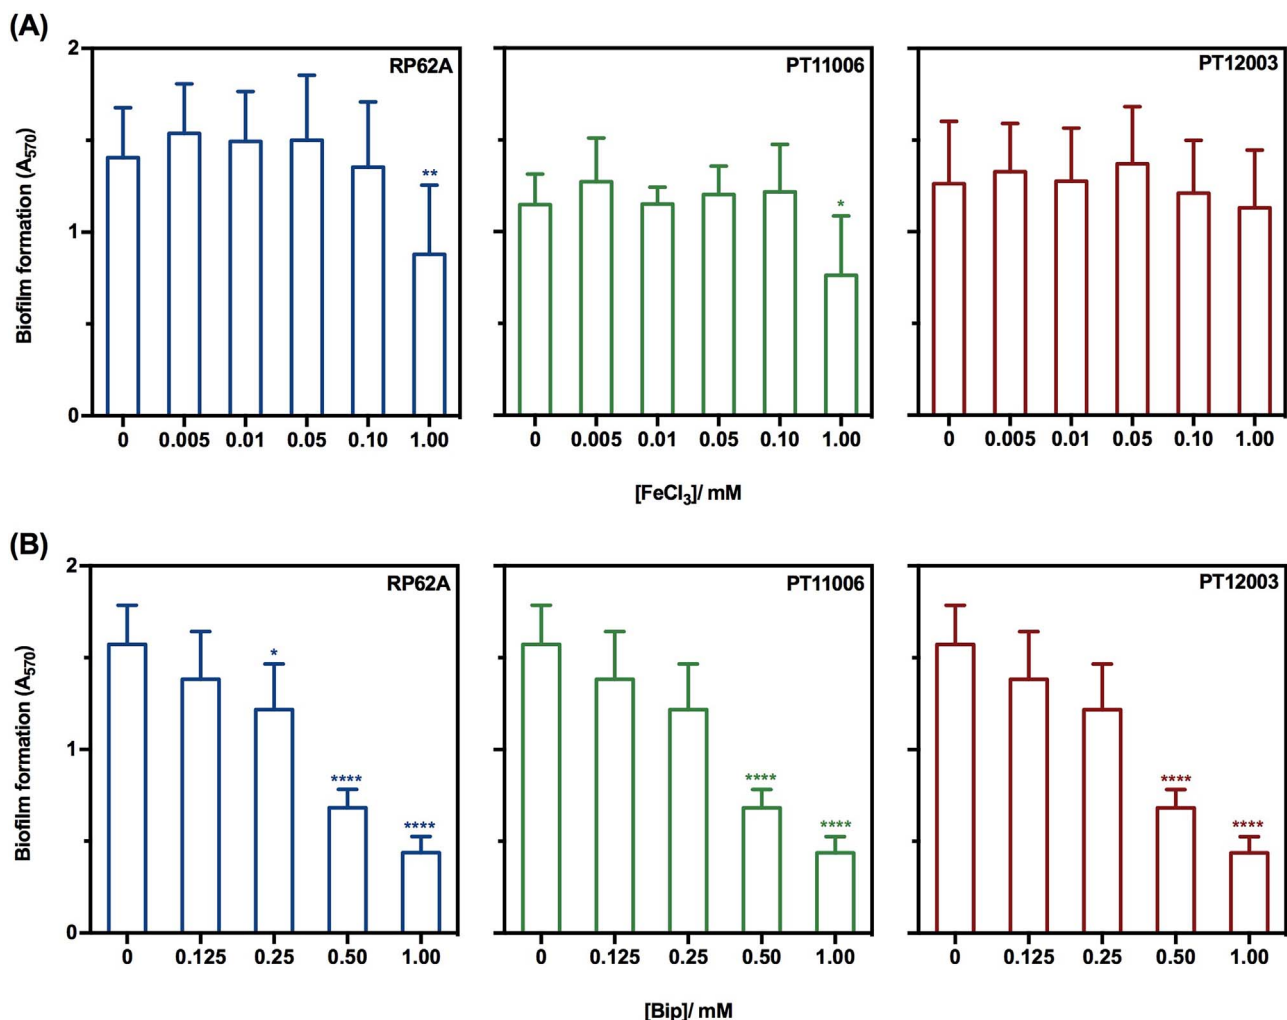 (A)
2
RP62A
PT11006
PT12003
Biofilm formation (A570)
**
*
1
0
0 0.005 0.01 0.05 0.10 1.00
0 0.005 0.01 0.05 0.10 1.00
0 0.005 0.01 0.05 0.10 1.00
[FeCl3]/ mM
(B)
2
RP62A
PT11006
PT12003
Biofilm formation (A570)
*
1
**** **** ****
**** **** ****
0
0 0.125 0.25 0.50 1.00
0 0.125 0.25 0.50 1.00
0 0.125 0.25 0.50 1.00
[Bip]/ mM